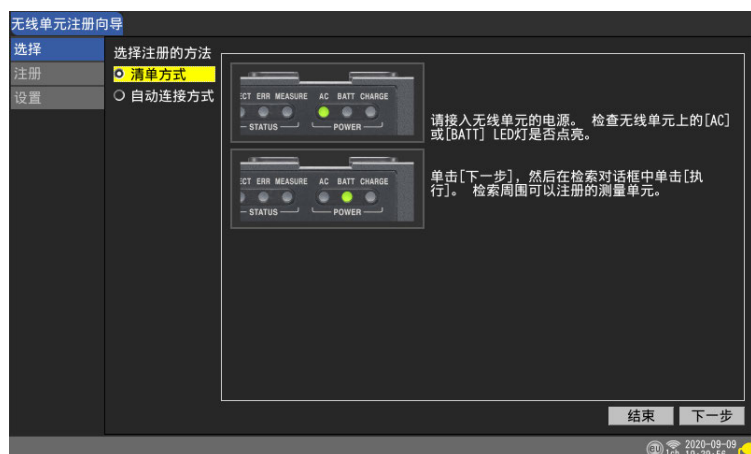 无线单元注册向导
选择
注册
设置
选择注册的方法
清单方式
自动连接方式
ECT ERR MEASURE AC BATT CHARGE
STATUS POWER
请接入无线单元的电源。 检查无线单元上的[AC]
或[BATT] LED灯是否点亮。
ECT ERR MEASURE AC BATT CHARGE
STATUS POWER
单击[下一步], 然后在检索对话框中单击[执
行]。 检索周围可以注册的测量单元。
结束 下一步
2020-09-09